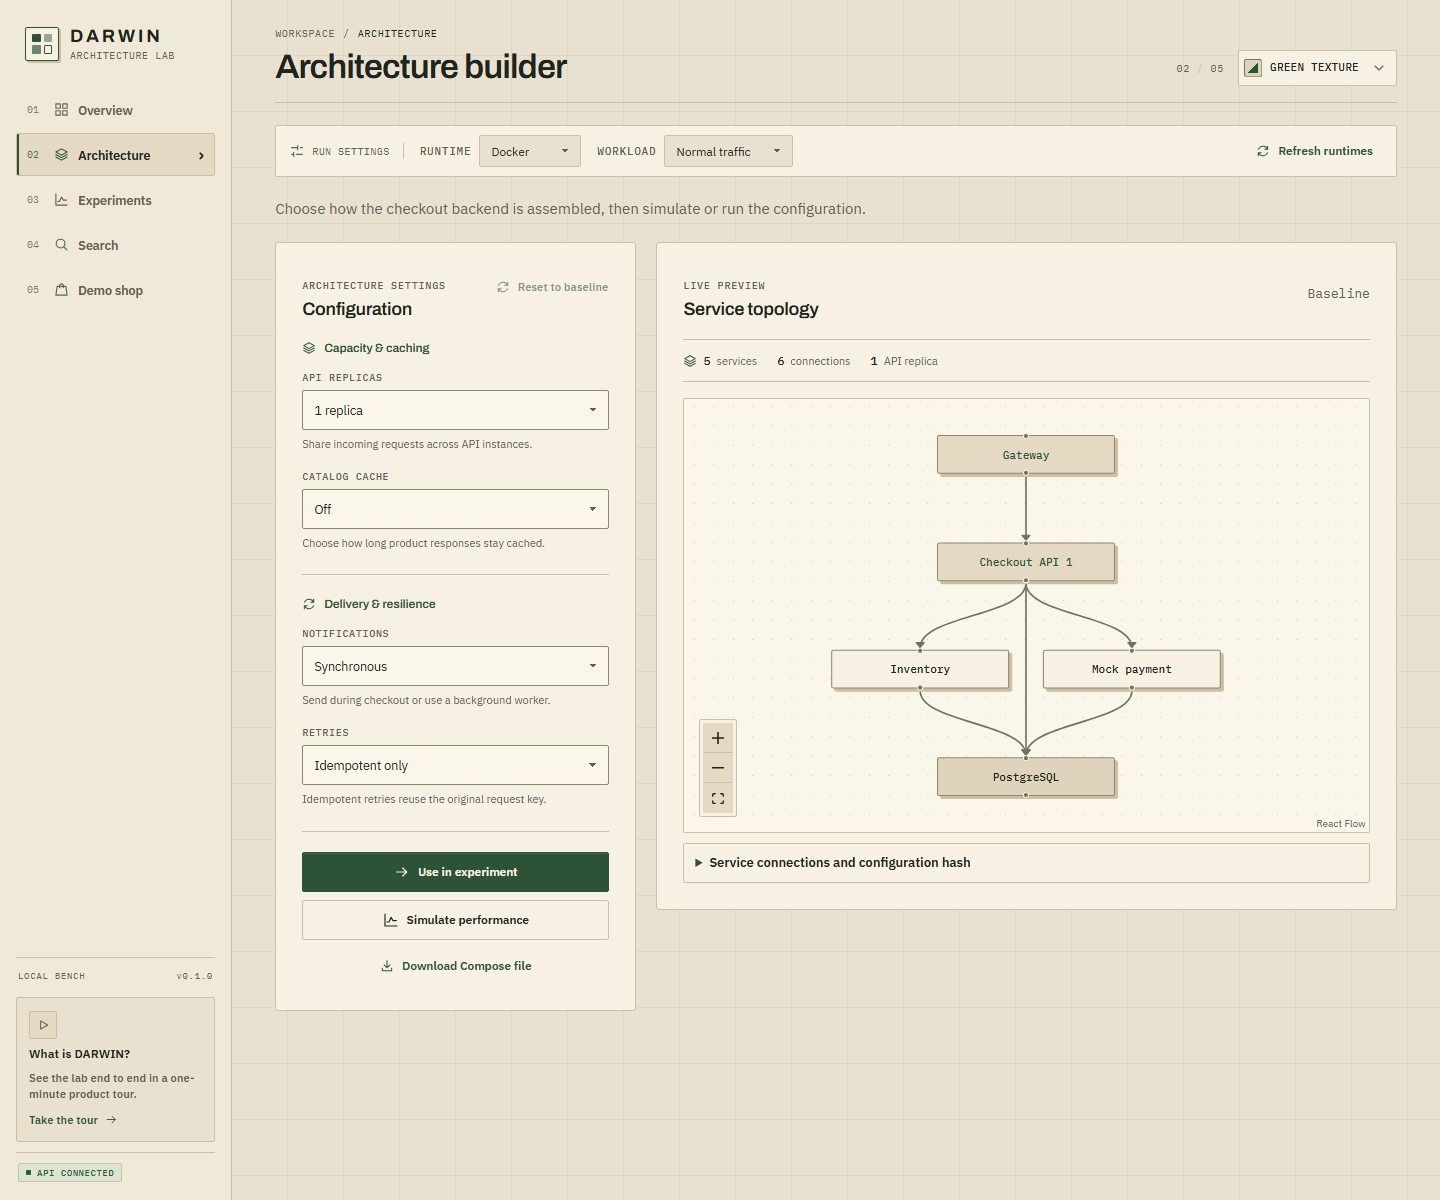 DARWIN
ARCHITECTURE LAB
01 Overview
02 Architecture
03 Experiments
04 Search
05 Demo shop
LOCAL BENCH v0.1.0
What is DARWIN?
See the lab end to end in a one-
minute product tour.
Take the tour
API CONNECTED
WORKSPACE / ARCHITECTURE
Architecture builder
02 / 05
GREEN TEXTURE
RUN SETTINGS
RUNTIME Docker
WORKLOAD Normal traffic
Refresh runtimes
Choose how the checkout backend is assembled, then simulate or run the configuration.
ARCHITECTURE SETTINGS
Configuration
Reset to baseline
Capacity & caching
API REPLICAS
1 replica
Share incoming requests across API instances.
CATALOG CACHE
Off
Choose how long product responses stay cached.
Delivery & resilience
NOTIFICATIONS
Synchronous
Send during checkout or use a background worker.
RETRIES
Idempotent only
Idempotent retries reuse the original request key.
Use in experiment
Simulate performance
Download Compose file
LIVE PREVIEW
Service topology
Baseline
5 services 6 connections 1 API replica
Gateway
Checkout API 1
Inventory
Mock payment
PostgreSQL
React Flow
Service connections and configuration hash